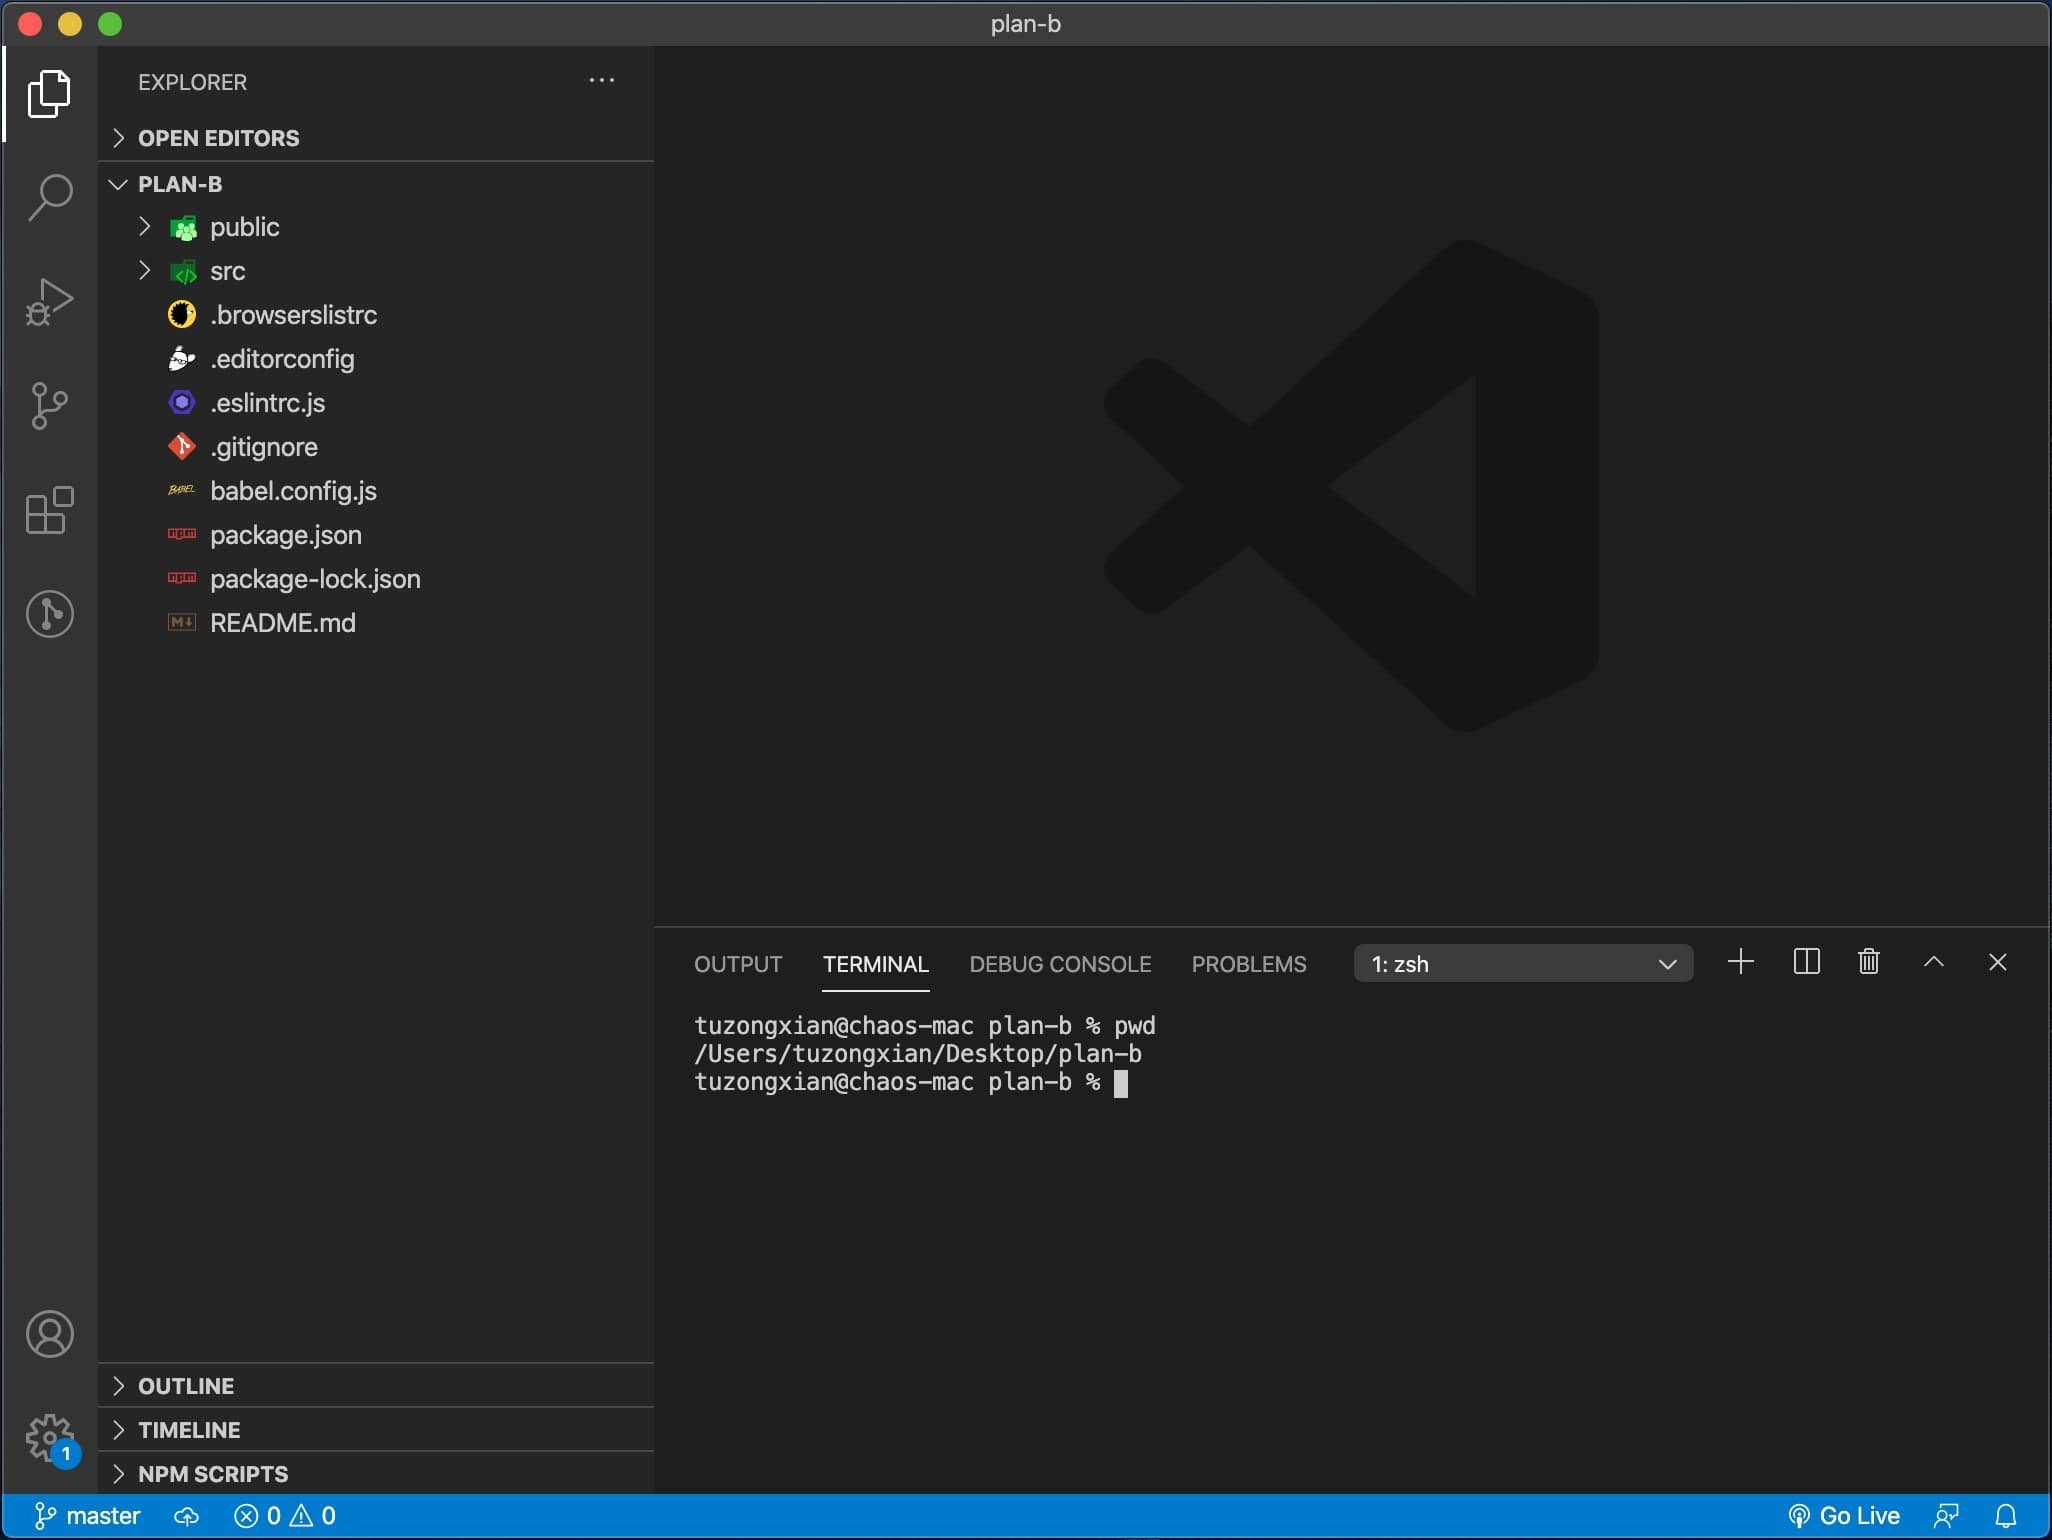 plan-b
EXPLORER
OPEN EDITORS
PLAN-B
public
src
.browserslistrc
.editorconfig
.eslintrc.js
.gitignore
BABEL babel.config.js
package.json
package-lock.json
M README.md
OUTLINE
TIMELINE
NPM SCRIPTS
1
OUTPUT TERMINAL DEBUG CONSOLE PROBLEMS 1: zsh
tuzongxian@chaos-mac plan-b % pwd
/Users/tuzongxian/Desktop/plan-b
tuzongxian@chaos-mac plan-b %
master 0 0 Go Live